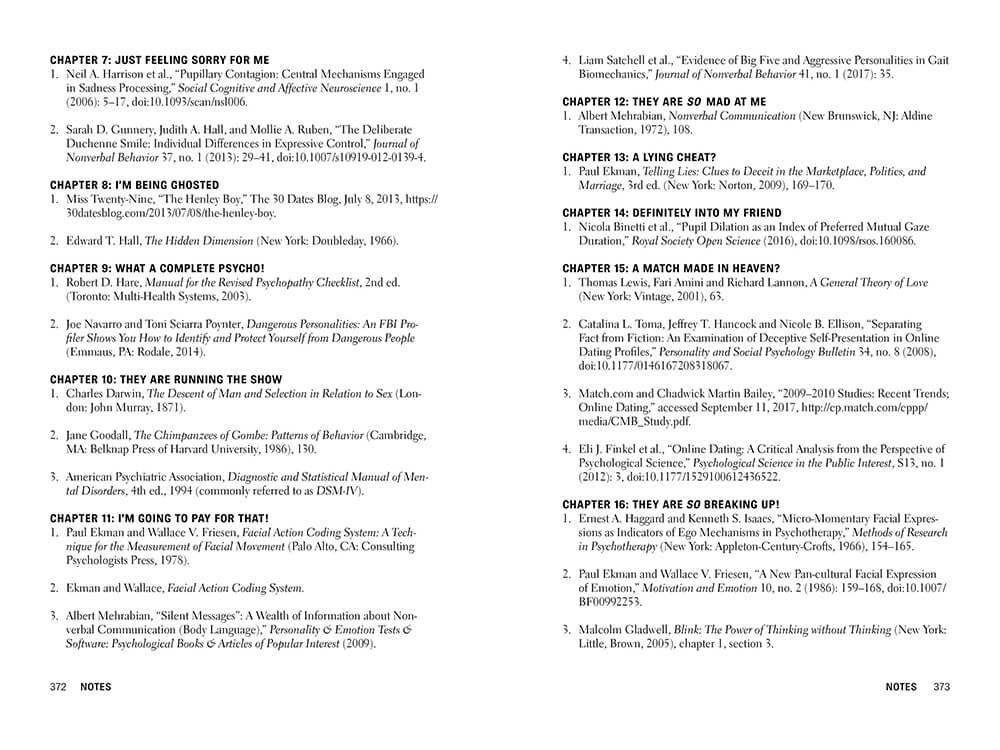 CHAPTER 7: JUST FEELING SORRY FOR ME
1. Neil A. Harrison et al., “Pupillary Contagion: Central Mechanisms Engaged
in Sadness Processing,” Social Cognitive and Affective Neuroscience 1, no. 1
(2006): 5–17, doi:10.1093/scan/nsl006.
2. Sarah D. Gunnery, Judith A. Hall, and Mollie A. Ruben, “The Deliberate
Duchenne Smile: Individual Differences in Expressive Control,” Journal of
Nonverbal Behavior 37, no. 1 (2013): 29–41, doi:10.1007/s10919-012-0139-4.
CHAPTER 8: I'M BEING GHOSTED
1. Miss Twenty-Nine, “The Henley Boy,” The 30 Dates Blog, July 8, 2013, https://
30datesblog.com/2013/07/08/the-henley-boy.
2. Edward T. Hall, The Hidden Dimension (New York: Doubleday, 1966).
CHAPTER 9: WHAT A COMPLETE PSYCHO!
1. Robert D. Hare, Manual for the Revised Psychopathy Checklist, 2nd ed.
(Toronto: Multi-Health Systems, 2003).
2. Joe Navarro and Toni Sciarra Poynter, Dangerous Personalities: An FBI Pro-
filer Shows You How to Identify and Protect Yourself from Dangerous People
(Emmaus, PA: Rodale, 2014).
CHAPTER 10: THEY ARE RUNNING THE SHOW
1. Charles Darwin, The Descent of Man and Selection in Relation to Sex (Lon-
don: John Murray, 1871).
2. Jane Goodall, The Chimpanzees of Gombe: Patterns of Behavior (Cambridge,
MA: Belknap Press of Harvard University, 1986), 130.
3. American Psychiatric Association, Diagnostic and Statistical Manual of Men-
tal Disorders, 4th ed., 1994 (commonly referred to as DSM-IV).
CHAPTER 11: I'M GOING TO PAY FOR THAT!
1. Paul Ekman and Wallace V. Friesen, Facial Action Coding System: A Tech-
nique for the Measurement of Facial Movement (Palo Alto, CA: Consulting
Psychologists Press, 1978).
2. Ekman and Wallace, Facial Action Coding System.
3. Albert Mehrabian, “Silent Messages”: A Wealth of Information about Non-
verbal Communication (Body Language),” Personality & Emotion Tests &
Software: Psychological Books & Articles of Popular Interest (2009).
372 NOTES
4. Liam Satchell et al., “Evidence of Big Five and Aggressive Personalities in Gait
Biomechanics,” Journal of Nonverbal Behavior 41, no. 1 (2017): 35.
CHAPTER 12: THEY ARE SO MAD AT ME
1. Albert Mehrabian, Nonverbal Communication (New Brunswick, NJ: Aldine
Transaction, 1972), 108.
CHAPTER 13: A LYING CHEAT?
1. Paul Ekman, Telling Lies: Clues to Deceit in the Marketplace, Politics, and
Marriage, 3rd ed. (New York: Norton, 2009), 169–170.
CHAPTER 14: DEFINITELY INTO MY FRIEND
1. Nicola Binetti et al., “Pupil Dilation as an Index of Preferred Mutual Gaze
Duration,” Royal Society Open Science (2016), doi:10.1098/rsos.160086.
CHAPTER 15: A MATCH MADE IN HEAVEN?
1. Thomas Lewis, Fari Amini and Richard Lannon, A General Theory of Love
(New York: Vintage, 2001), 63.
2. Catalina L. Toma, Jeffrey T. Hancock and Nicole B. Ellison, “Separating
Fact from Fiction: An Examination of Deceptive Self-Presentation in Online
Dating Profiles,” Personality and Social Psychology Bulletin 34, no. 8 (2008),
doi:10.1177/0146167208318067.
3. Match.com and Chadwick Martin Bailey, “2009–2010 Studies: Recent Trends;
Online Dating,” accessed September 11, 2017, http://cp.match.com/cppp/
media/CMB_Study.pdf.
4. Eli J. Finkel et al., “Online Dating: A Critical Analysis from the Perspective of
Psychological Science,” Psychological Science in the Public Interest, S13, no. 1
(2012): 3, doi:10.1177/1529100612436522.
CHAPTER 16: THEY ARE SO BREAKING UP!
1. Ernest A. Haggard and Kenneth S. Isaacs, “Micro-Momentary Facial Expres-
sions as Indicators of Ego Mechanisms in Psychotherapy,” Methods of Research
in Psychotherapy (New York: Appleton-Century-Crofts, 1966), 154–165.
2. Paul Ekman and Wallace V. Friesen, “A New Pan-cultural Facial Expression
of Emotion,” Motivation and Emotion 10, no. 2 (1986): 159–168, doi:10.1007/
BF00992253.
3. Malcolm Gladwell, Blink: The Power of Thinking without Thinking (New York:
Little, Brown, 2005), chapter 1, section 3.
NOTES 373